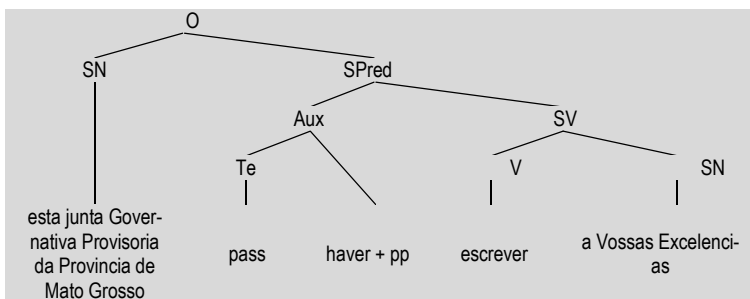 O
SN SPred
Aux SV
Te V SN
esta junta Gover-
nativa Provisoria
da Provincia de
Mato Grosso
pass haver + pp escrever
a Vossas Excelenci-
as